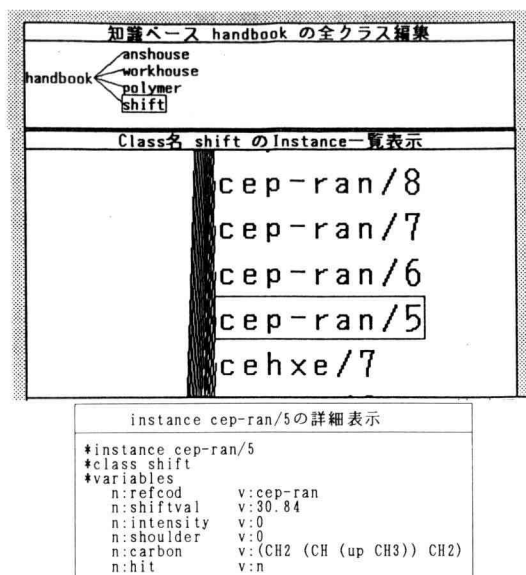 知識ベース handbook の全クラス編集
anshouse
workhouse
handbook
polymer
shift
Class名 shift のInstance一覧表示
cep-ran/8
cep-ran/7
cep-ran/6
cep-ran/5
cehxe/7
instance cep-ran/5の詳細表示
*instance cep-ran/5
*class shift
*variables
n:refcod v:cep-ran
n:shiftval v:30.84
n:intensity v:0
n:shoulder v:0
n:carbon v:(CH2 (CH (up CH3)) CH2)
n:hit v:n